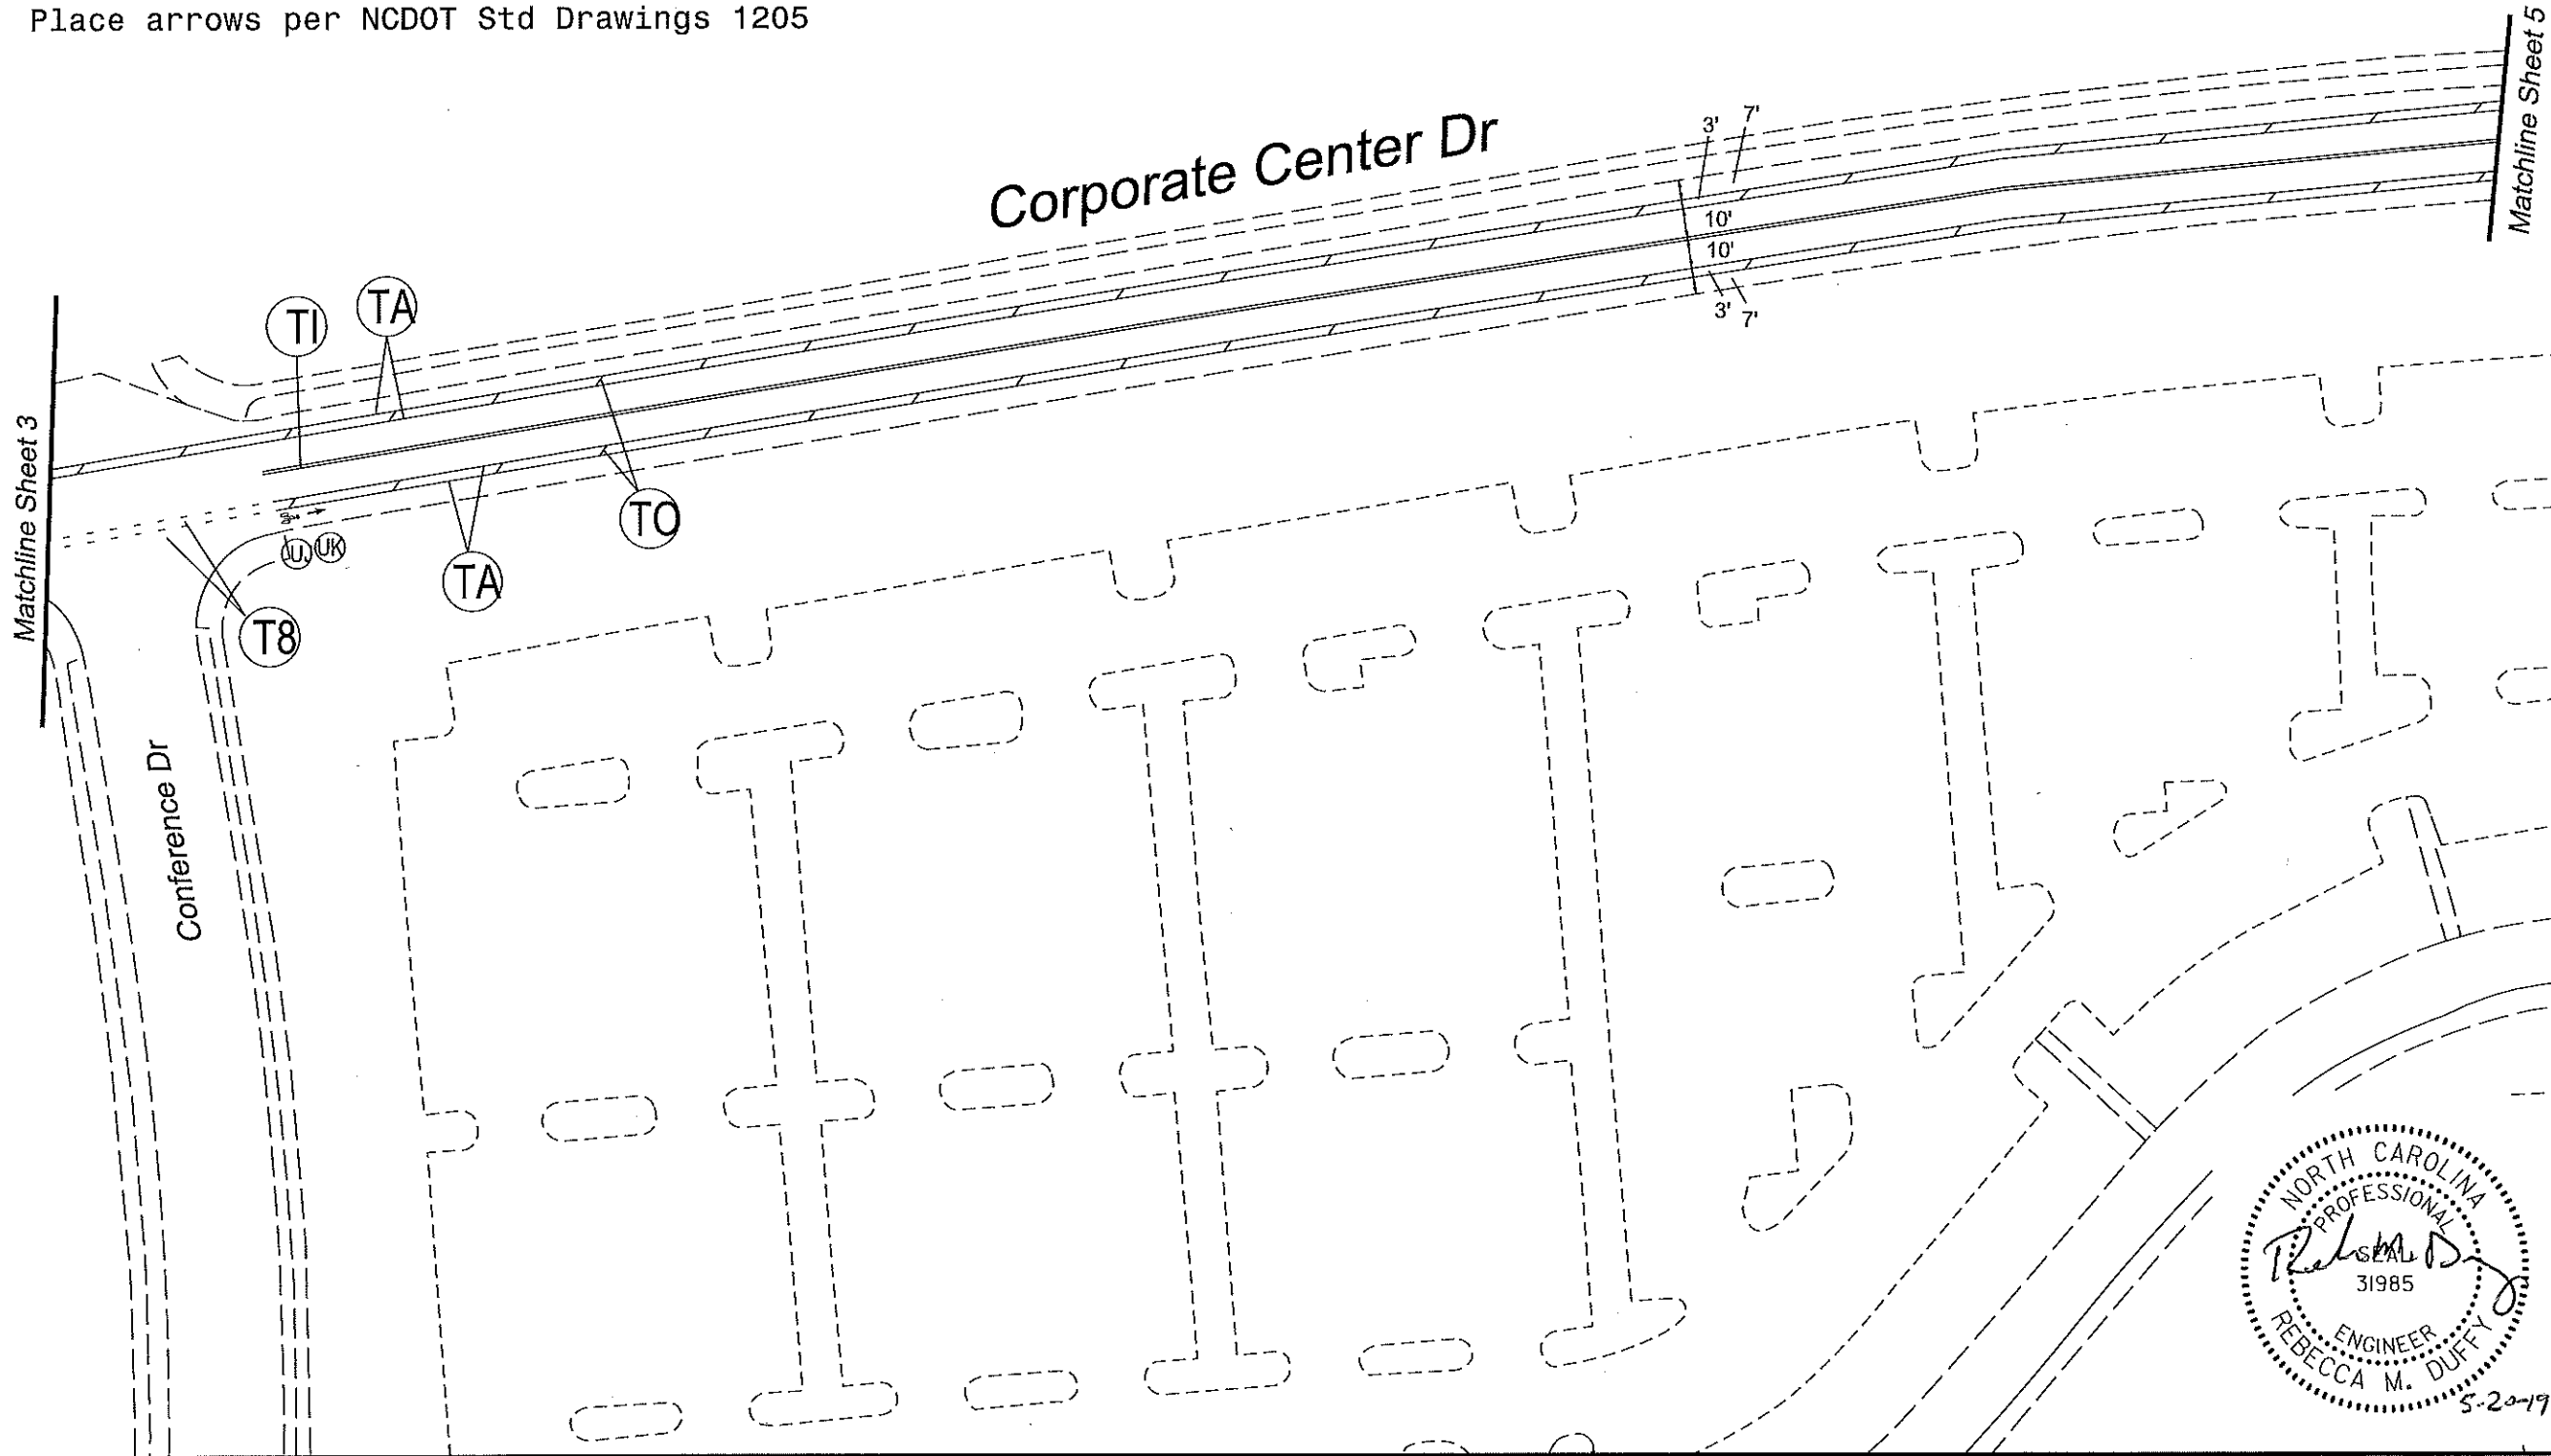 Place arrows per NCDOT Std Drawings 1205
Matchline Sheet 5
Corporate Center Dr
3' 7'
10'
10'
3' 7'
TI
TA
Matchline Sheet 3
TO
UK
TA
T8
Conference Dr
NORTH CAROLINA
PROFESSIONAL
SEAL
31985
ENGINEER
REBECCA M. DUFFY
5-20-19